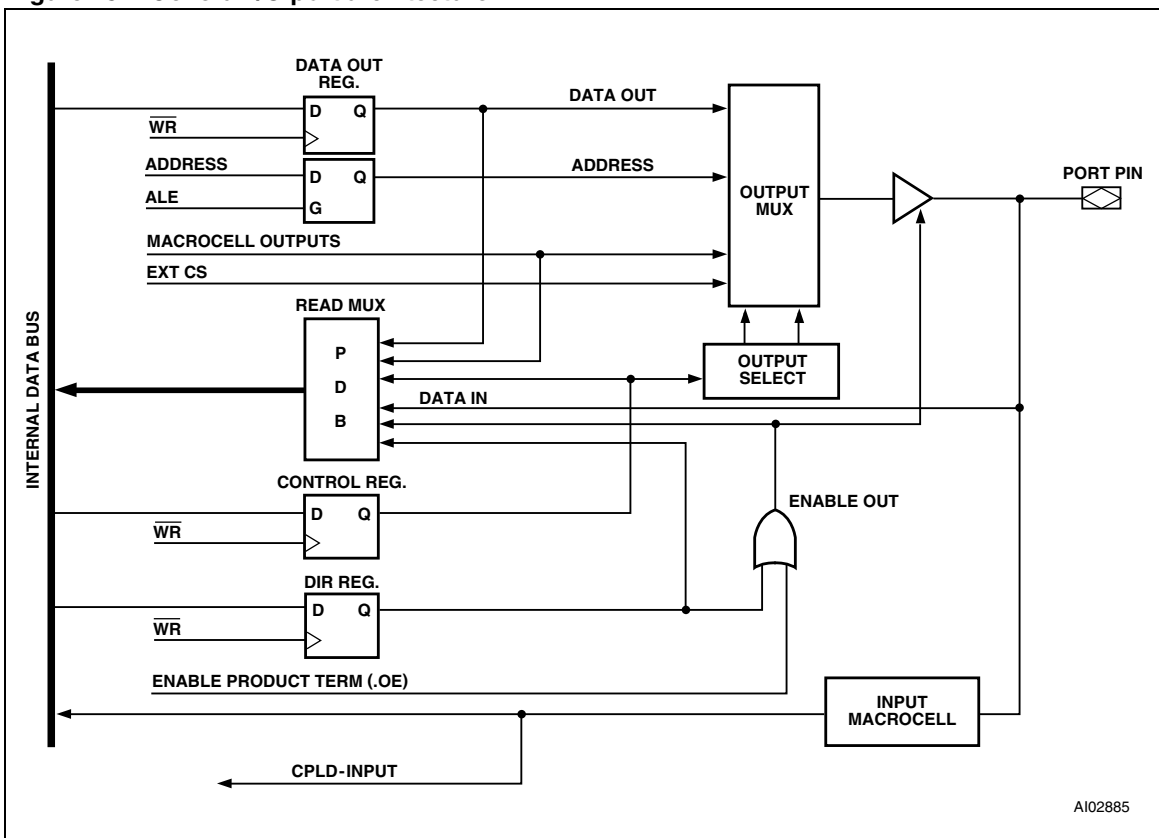 DATA OUT
REG.
D Q
WR
DATA OUT
ADDRESS
D Q
ALE
G
ADDRESS
OUTPUT
MUX
PORT PIN
MACROCELL OUTPUTS
EXT CS
READ MUX
P
D
B
OUTPUT
SELECT
DATA IN
INTERNAL DATA BUS
CONTROL REG.
D Q
WR
ENABLE OUT
DIR REG.
D Q
WR
ENABLE PRODUCT TERM (.OE)
INPUT
MACROCELL
CPLD-INPUT
AI02885